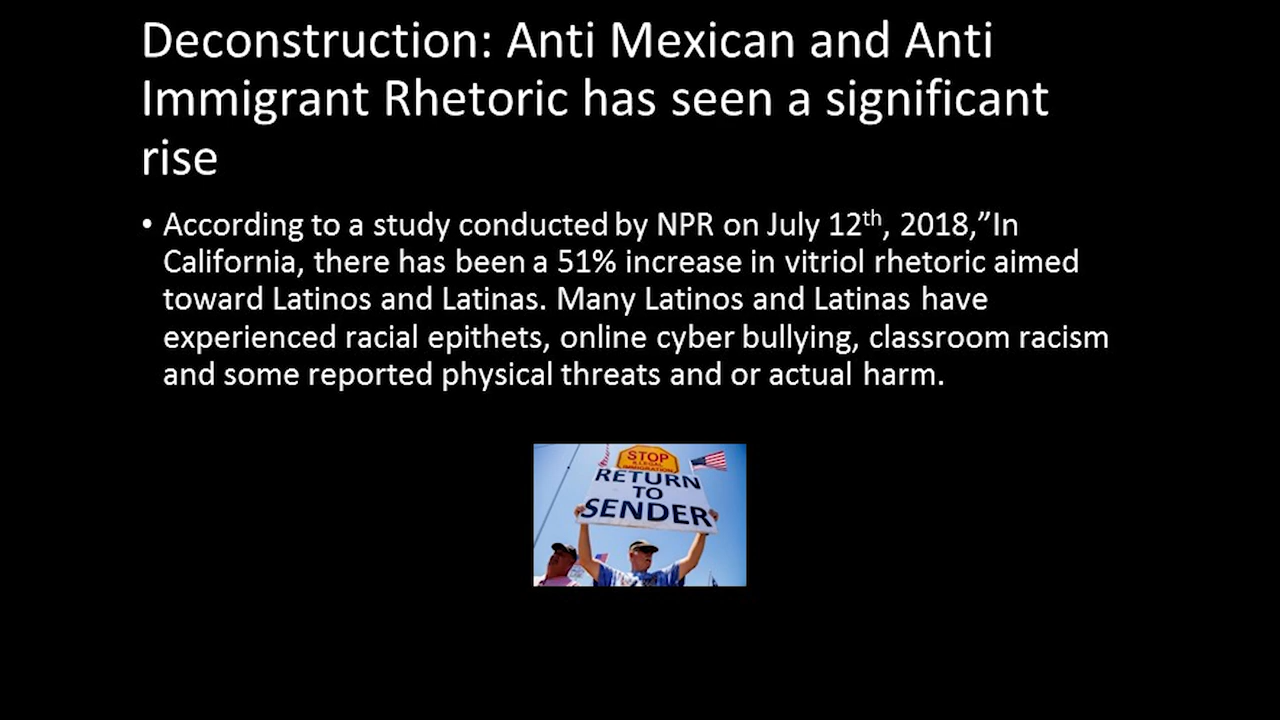 Deconstruction: Anti Mexican and Anti
Immigrant Rhetoric has seen a significant
rise
• According to a study conducted by NPR on July 12th, 2018,”In
California, there has been a 51% increase in vitriol rhetoric aimed
toward Latinos and Latinas. Many Latinos and Latinas have
experienced racial epithets, online cyber bullying, classroom racism
and some reported physical threats and or actual harm.
STOP
ILLEGAL
IMMIGRATION
RETURN
TO
SENDER